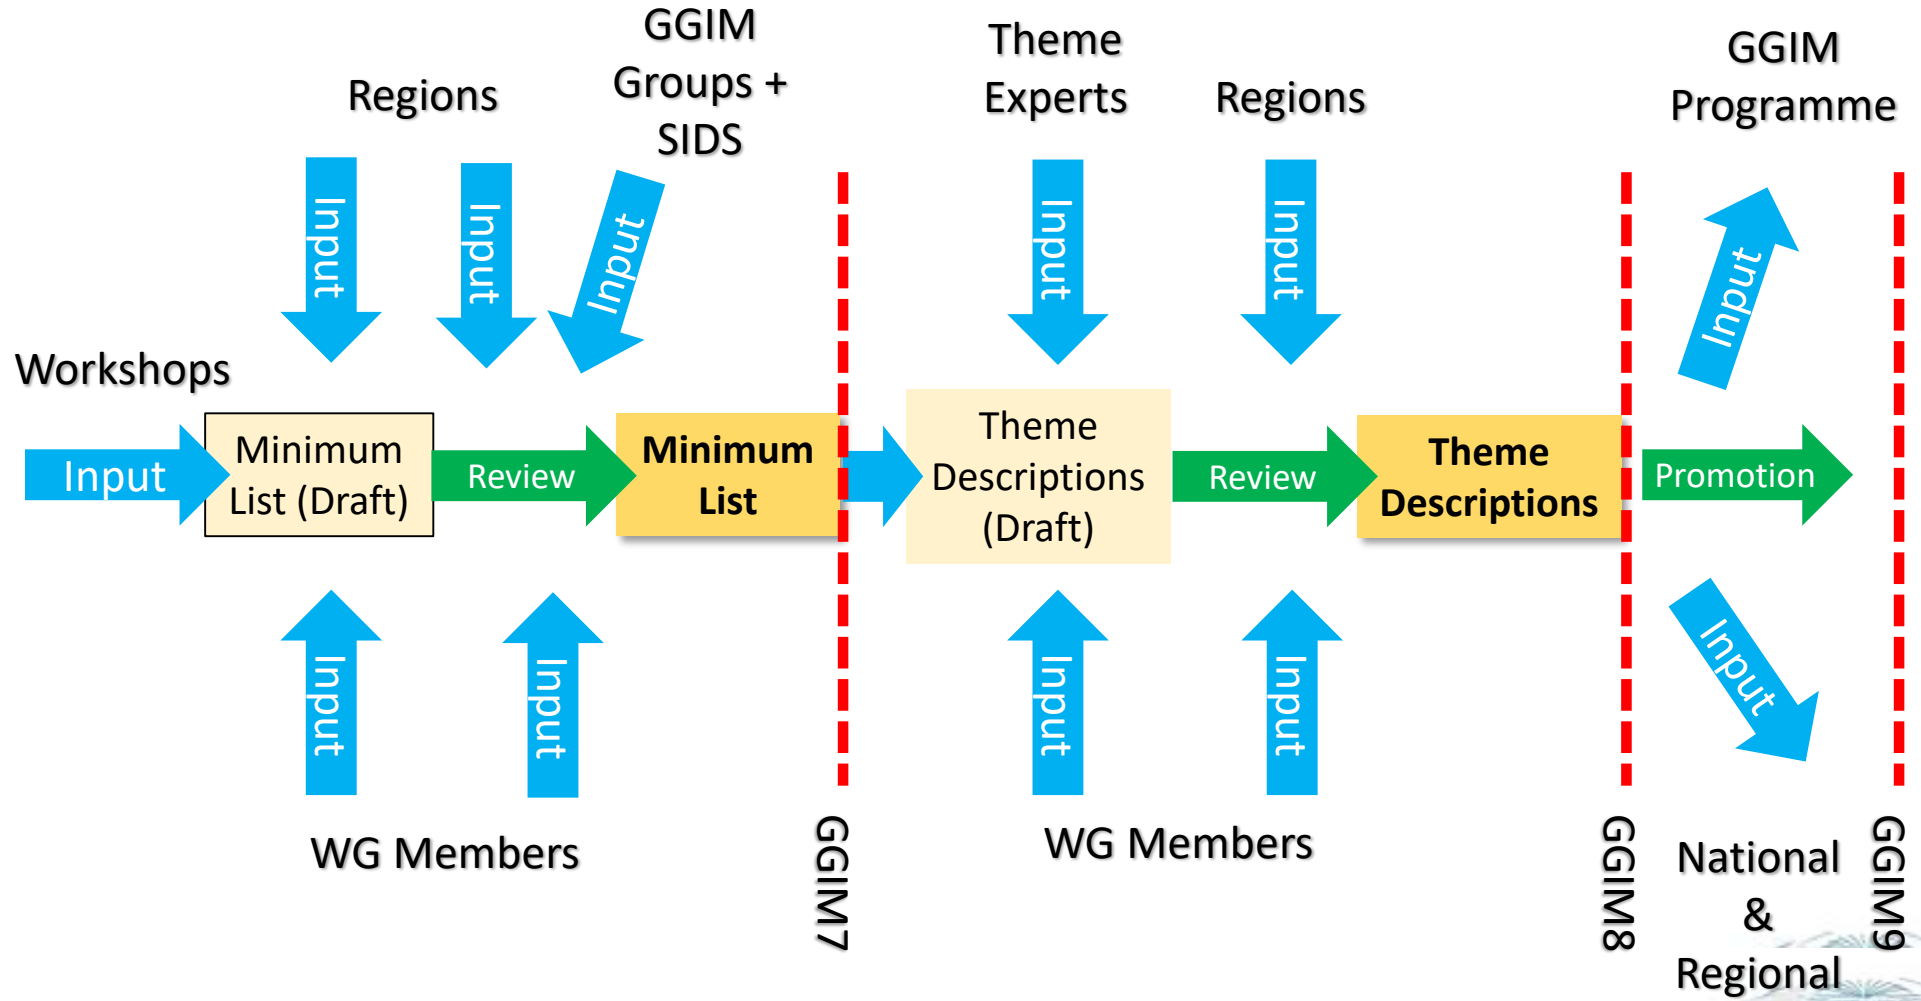 GGIM
Groups +
SIDS
Theme
Experts
GGIM
Programme
Regions
Regions
Input
Input
Input
Input
Input
Input
Workshops
Input
Minimum
List (Draft)
Review
Minimum
List
Theme
Descriptions
(Draft)
Review
Theme
Descriptions
Promotion
Input
Input
Input
Input
Input
WG Members
WG Members
GGIM7
GGIM8
National
&
Regional
GGIM9